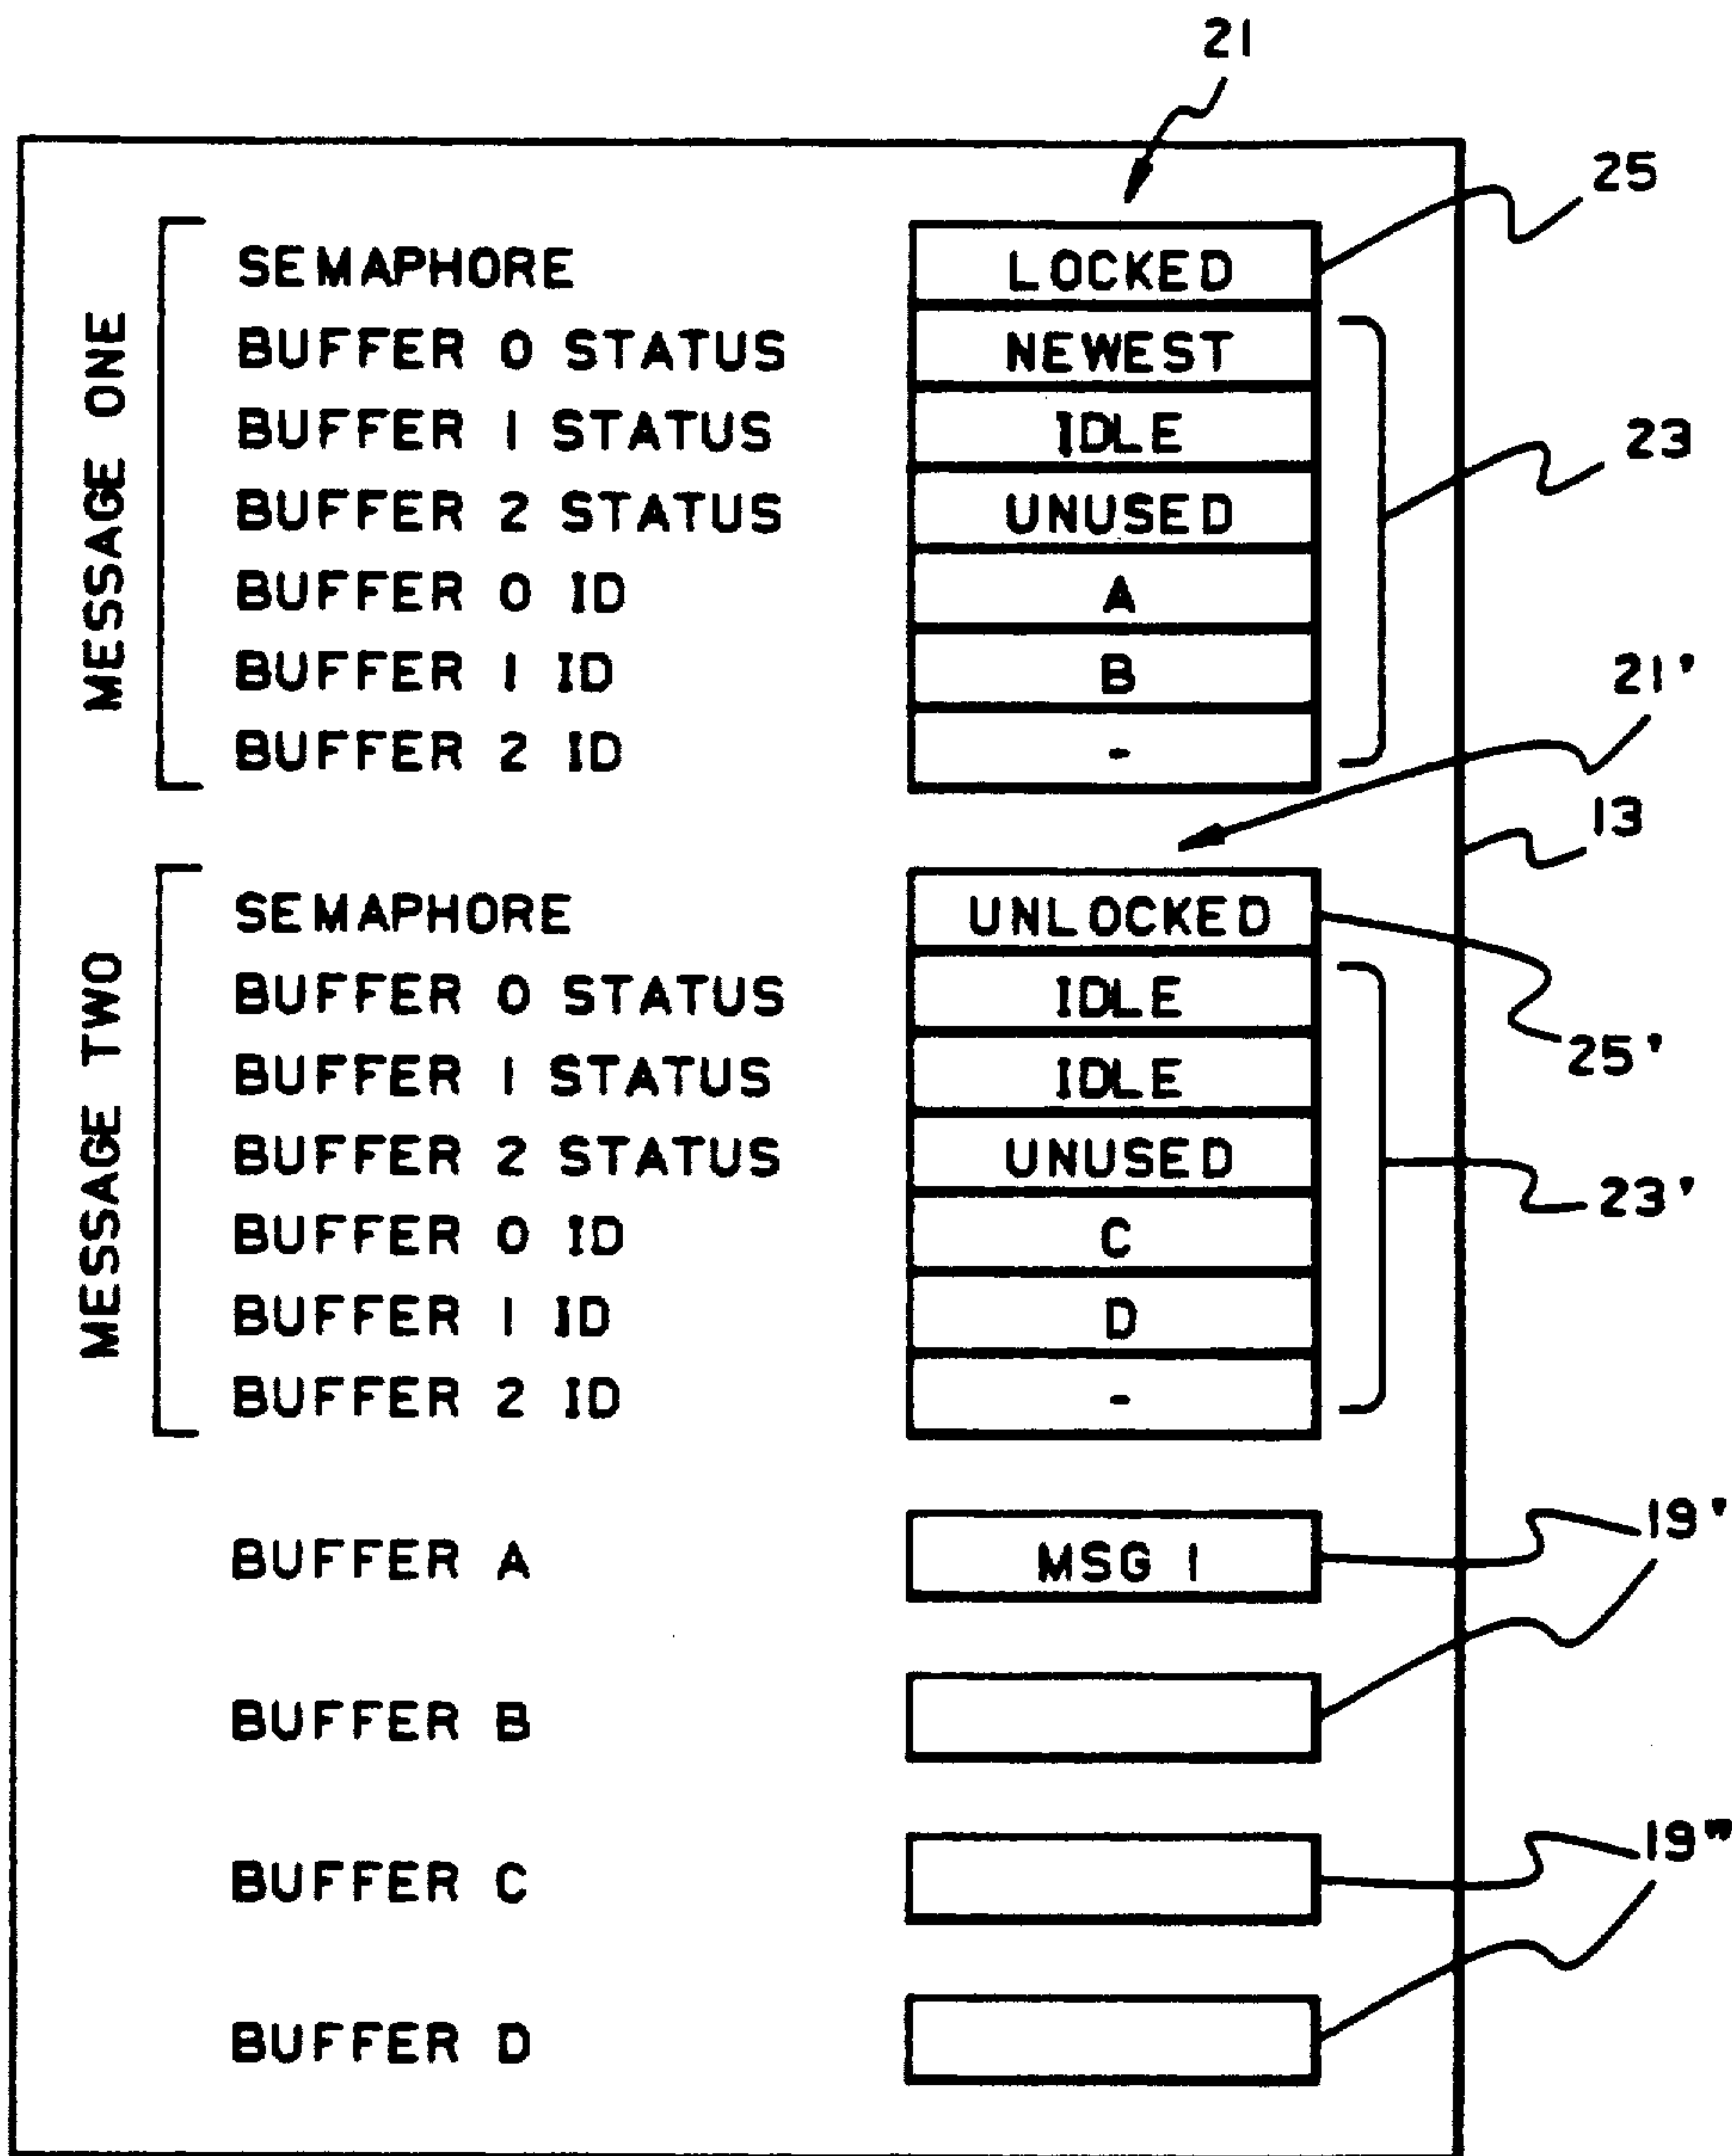 21
25
MESSAGE ONE
SEMAPHORE LOCKED
BUFFER 0 STATUS NEWEST
BUFFER 1 STATUS IDLE
23
BUFFER 2 STATUS UNUSED
BUFFER 0 ID A
BUFFER 1 ID B
21'
BUFFER 2 ID -
13
MESSAGE TWO
SEMAPHORE UNLOCKED
BUFFER 0 STATUS IDLE
25'
BUFFER 1 STATUS IDLE
BUFFER 2 STATUS UNUSED
23'
BUFFER 0 ID C
BUFFER 1 ID D
BUFFER 2 ID -
19'
BUFFER A MSG 1
BUFFER B
19"
BUFFER C
BUFFER D